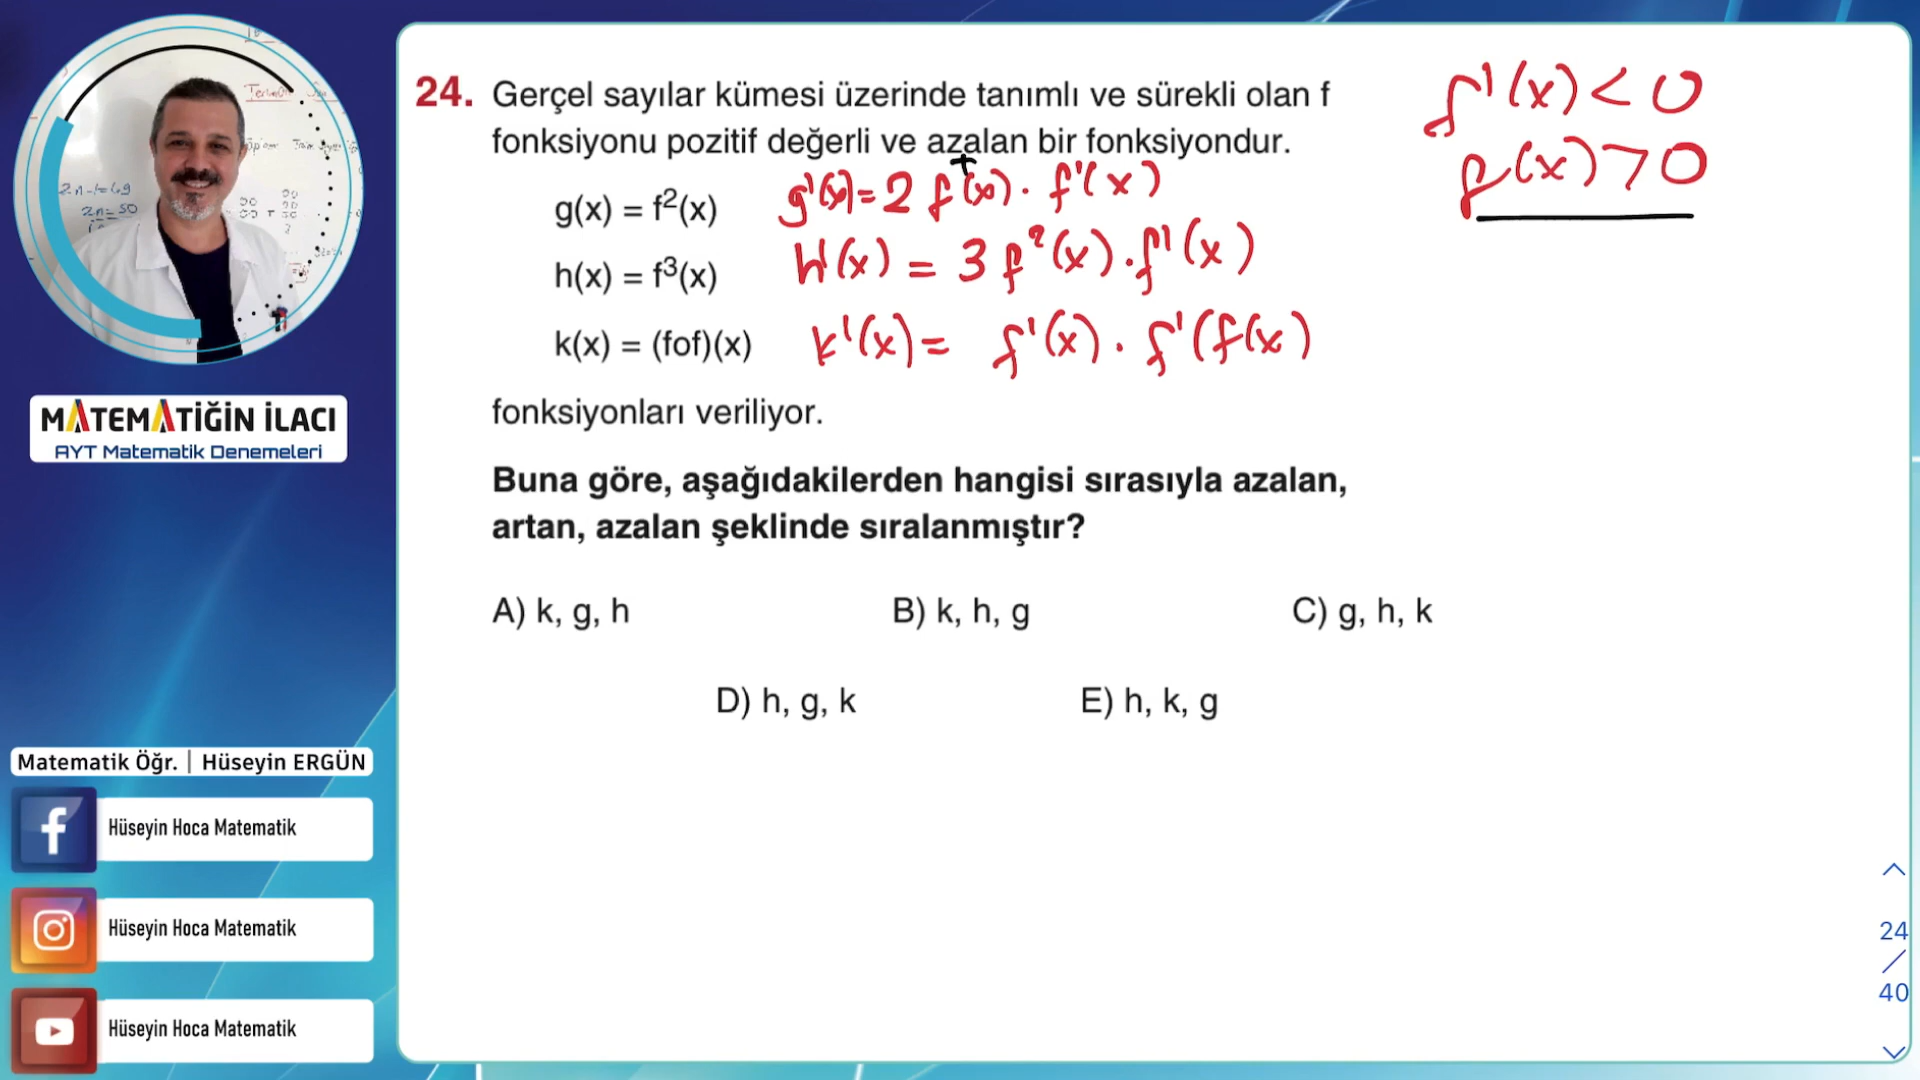 24. Gerçel sayılar kümesi üzerinde tanımlı ve sürekli olan f
fonksiyonu pozitif değerli ve azalan bir fonksiyondur.
f'(x) < 0
f(x) > 0
g(x) = f²(x) g'(x) = 2 f(x) · f'(x)
+
h(x) = f³(x) h'(x) = 3 f²(x) · f'(x)
k(x) = (fof)(x) k'(x) = f'(x) · f'(f(x)
fonksiyonları veriliyor.
Buna göre, aşağıdakilerden hangisi sırasıyla azalan,
artan, azalan şeklinde sıralanmıştır?
A) k, g, h B) k, h, g C) g, h, k
D) h, g, k E) h, k, g
MATEMATİĞİN İLACI
AYT Matematik Denemeleri
Matematik Öğr. | Hüseyin ERGÜN
Hüseyin Hoca Matematik
Hüseyin Hoca Matematik
Hüseyin Hoca Matematik
24
/
40